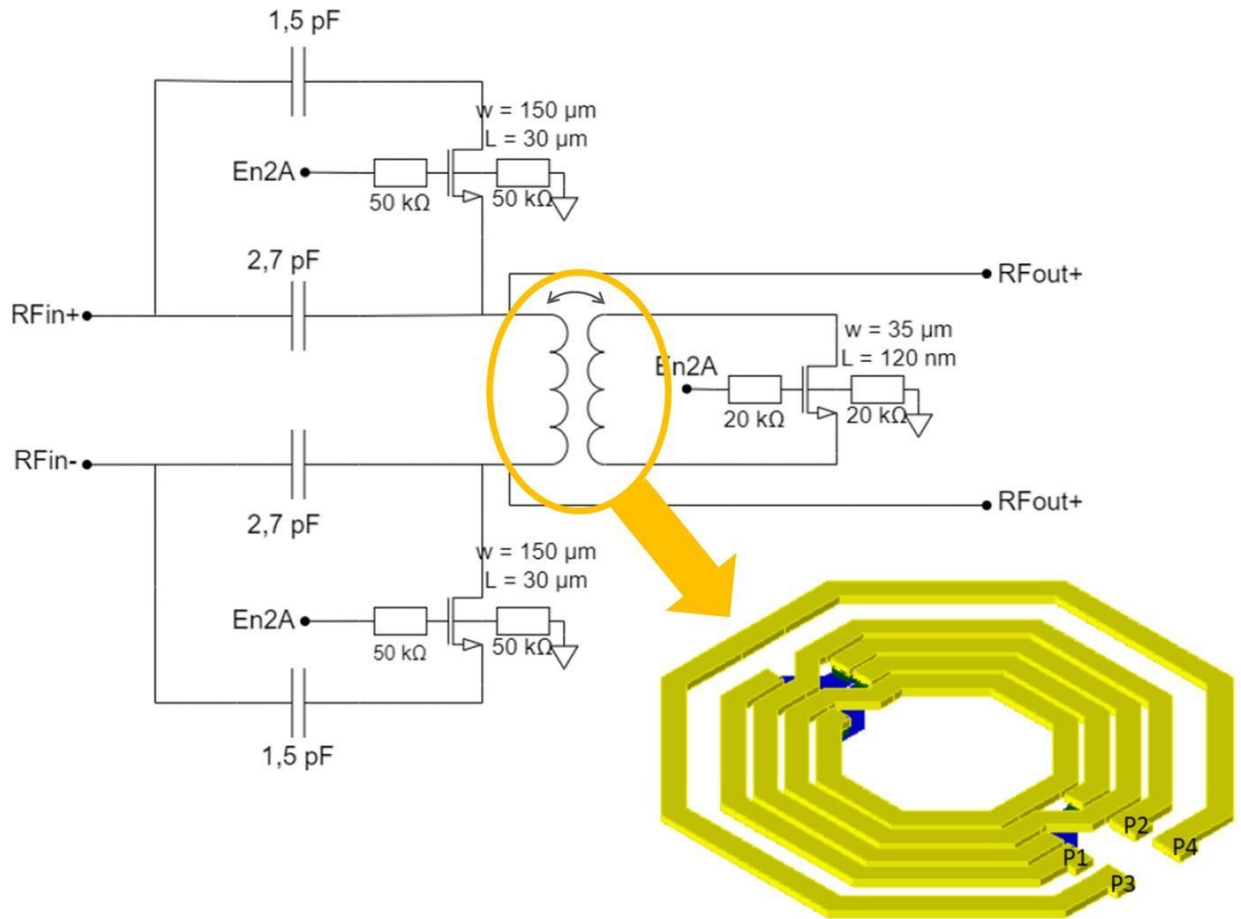 1,5 pF
w = 150 µm
L = 30 µm
En2A
50 kΩ
50 kΩ
2,7 pF
RFin+
RFout+
w = 35 µm
L = 120 nm
En2A
20 kΩ
20 kΩ
RFin-
2,7 pF
RFout+
w = 150 µm
L = 30 µm
En2A
50 kΩ
50 kΩ
1,5 pF
P2
P4
P1
P3